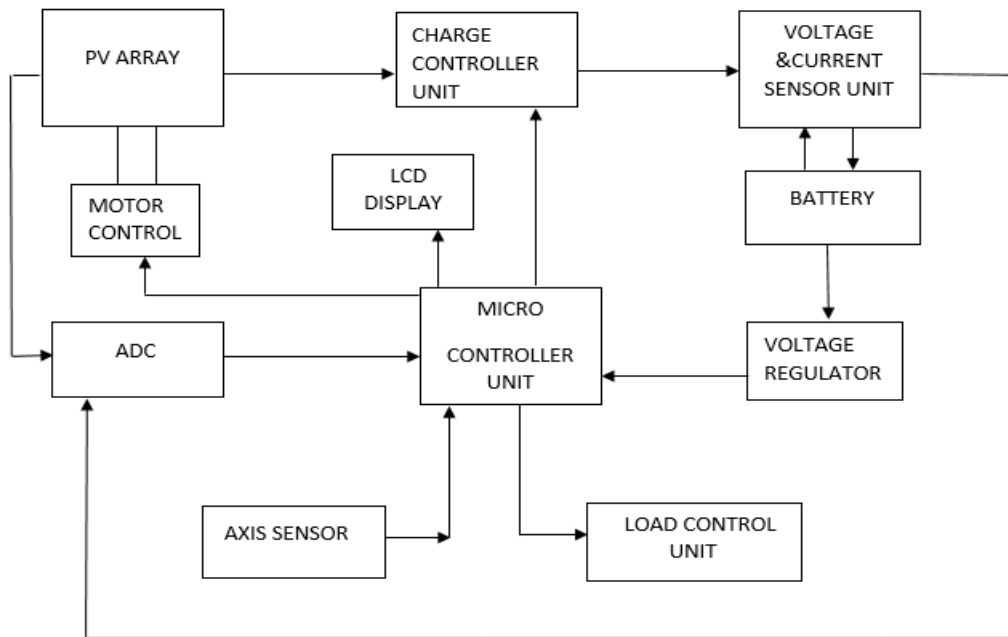 PV ARRAY
CHARGE
CONTROLLER
UNIT
VOLTAGE
&CURRENT
SENSOR UNIT
LCD
DISPLAY
MOTOR
CONTROL
BATTERY
MICRO
CONTROLLER
UNIT
ADC
VOLTAGE
REGULATOR
AXIS SENSOR
LOAD CONTROL
UNIT